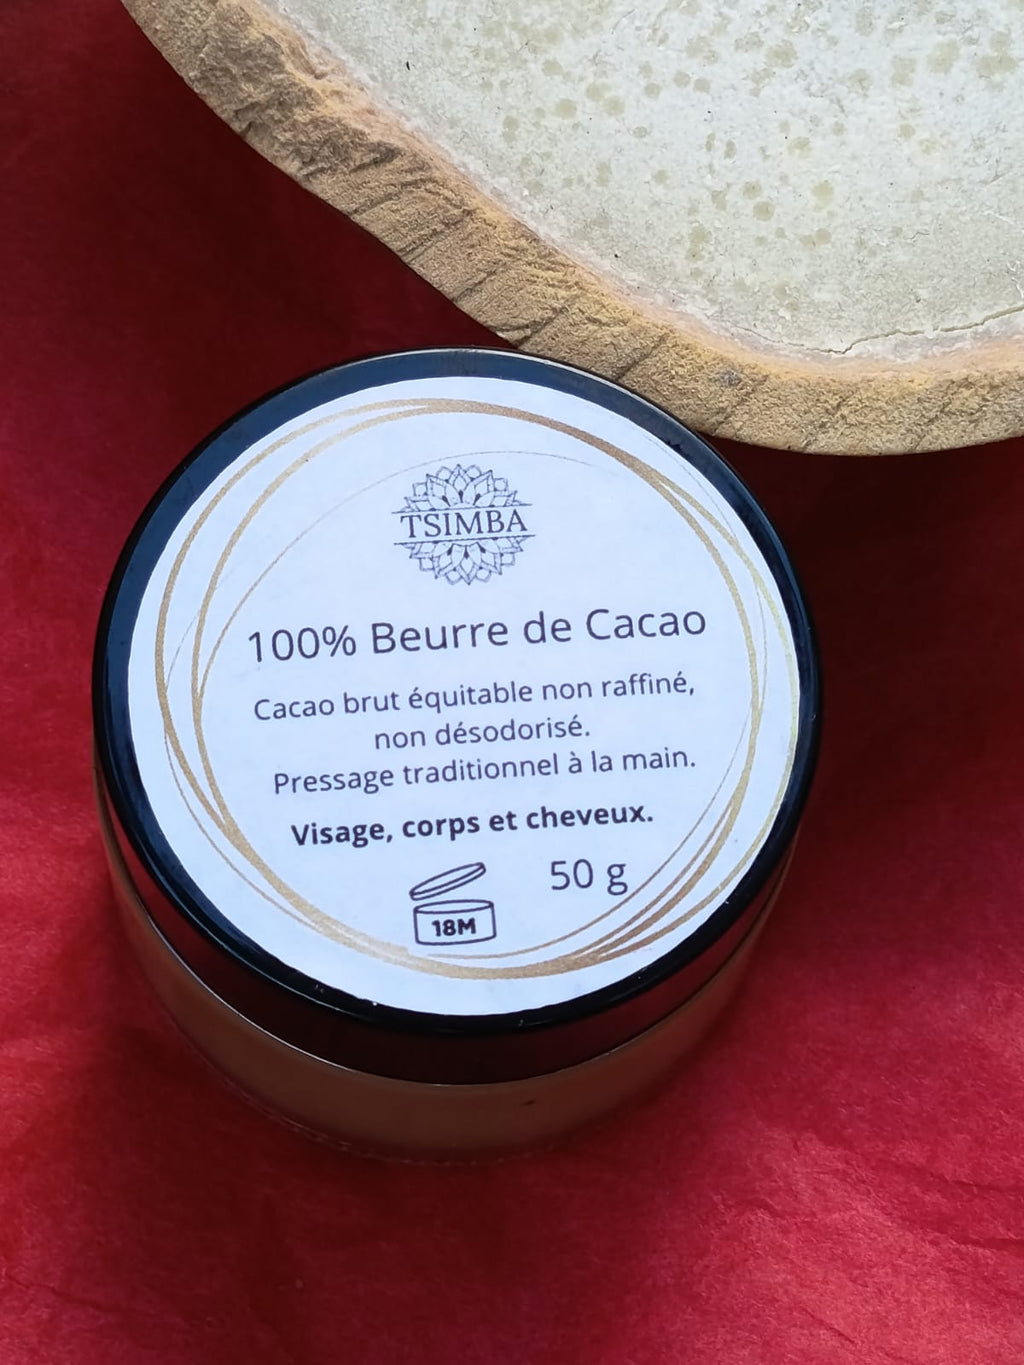 TSIMBA
100% Beurre de Cacao
Cacao brut équitable non raffiné,
non désodorisé.
Pressage traditionnel à la main.
Visage, corps et cheveux.
50 g
18M